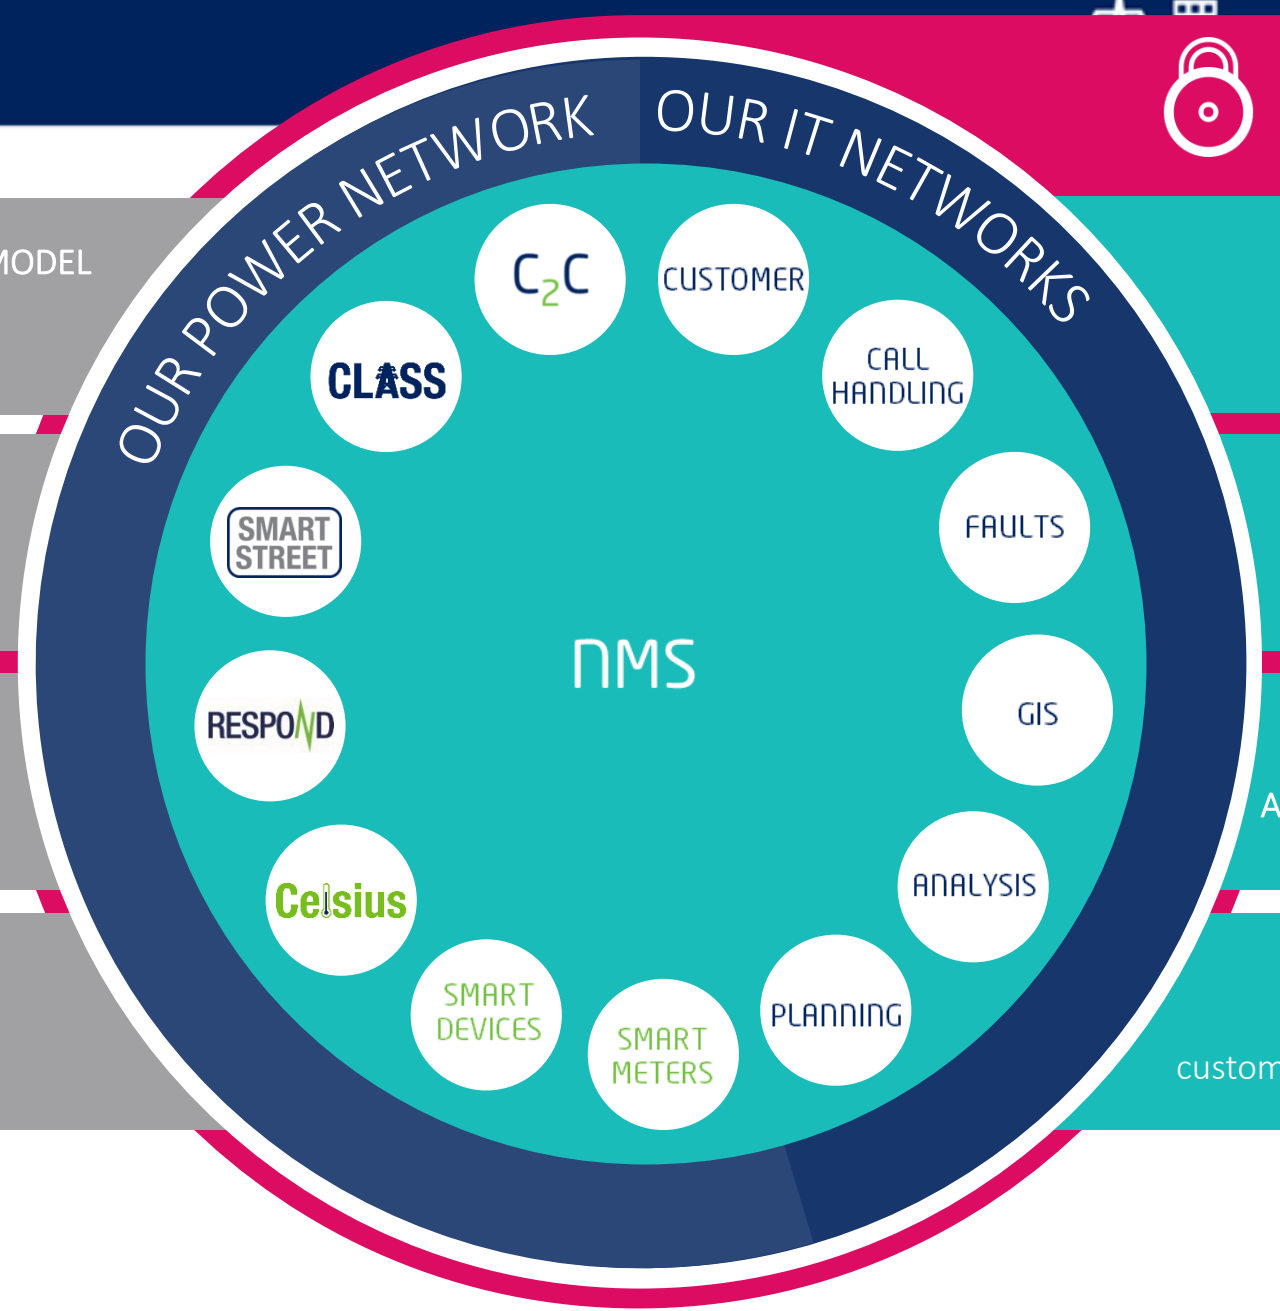 OUR POWER NETWORK
OUR IT NETWORKS
MODEL
C2C
CUSTOMER
CLASS
CALL
HANDLING
SMART
STREET
FAULTS
NMS
RESPOND
GIS
Celsius
ANALYSIS
SMART
DEVICES
SMART
METERS
PLANNING